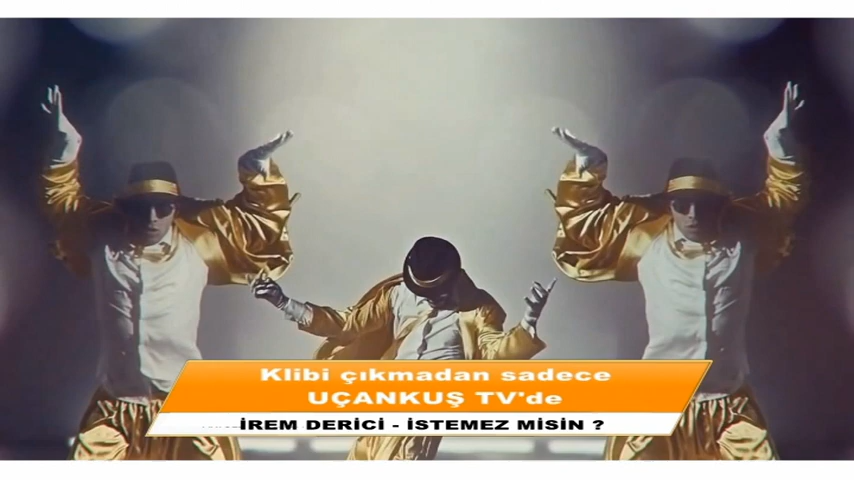 Klibi çıkmadan sadece
UÇANKUŞ TV'de
İREM DERİCİ - İSTEMEZ MİSİN ?